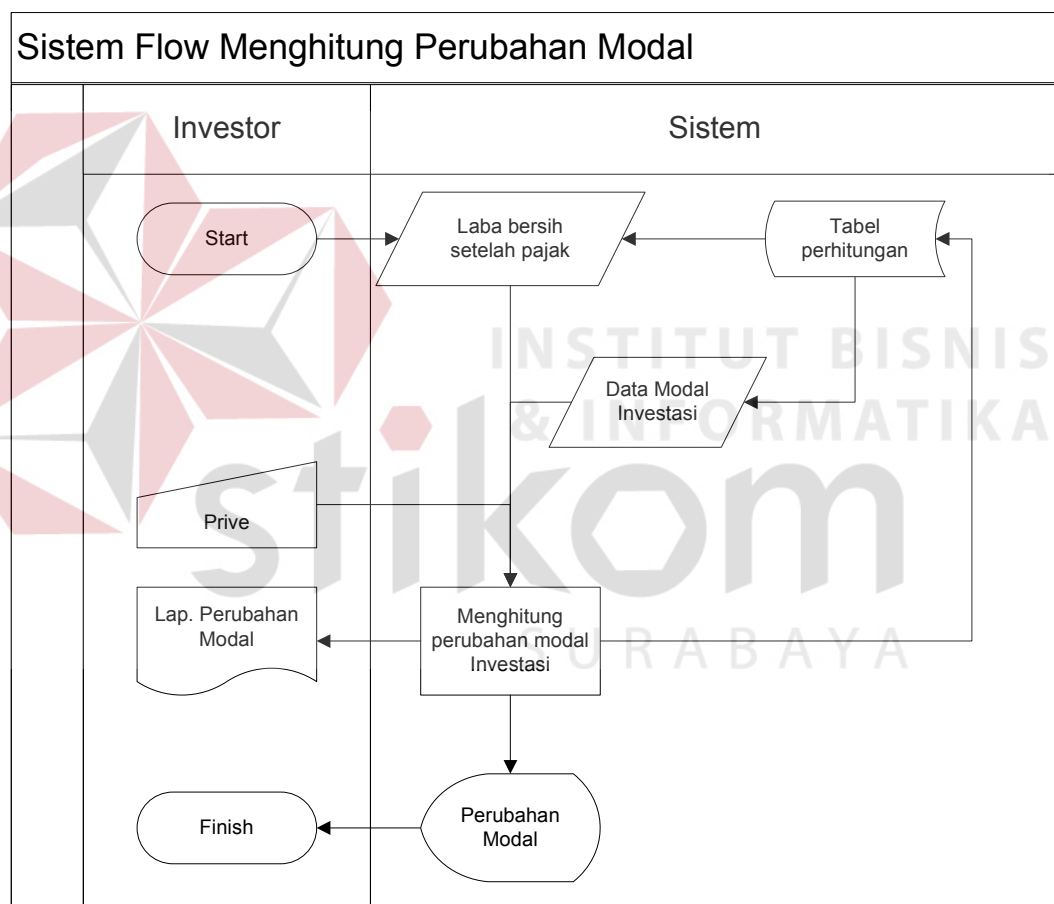 Sistem Flow Menghitung Perubahan Modal
Investor
Sistem
Start
Laba bersih
setelah pajak
Tabel
perhitungan
INSTITUT BISNIS
Data Modal
Investasi
& INFORMATIKA
stikom
Prive
Lap. Perubahan
Modal
Menghitung
perubahan modal
Investasi
SURABAYA
Finish
Perubahan
Modal